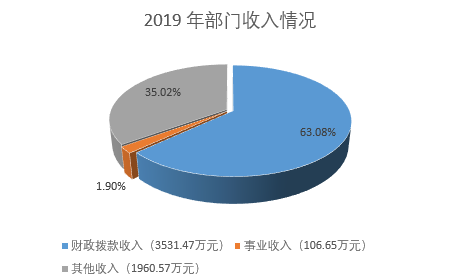 2019 年部门收入情况
35.02%
63.08%
1.90%
财政拨款收入（3531.47万元）
事业收入（106.65万元）
其他收入（1960.57万元）